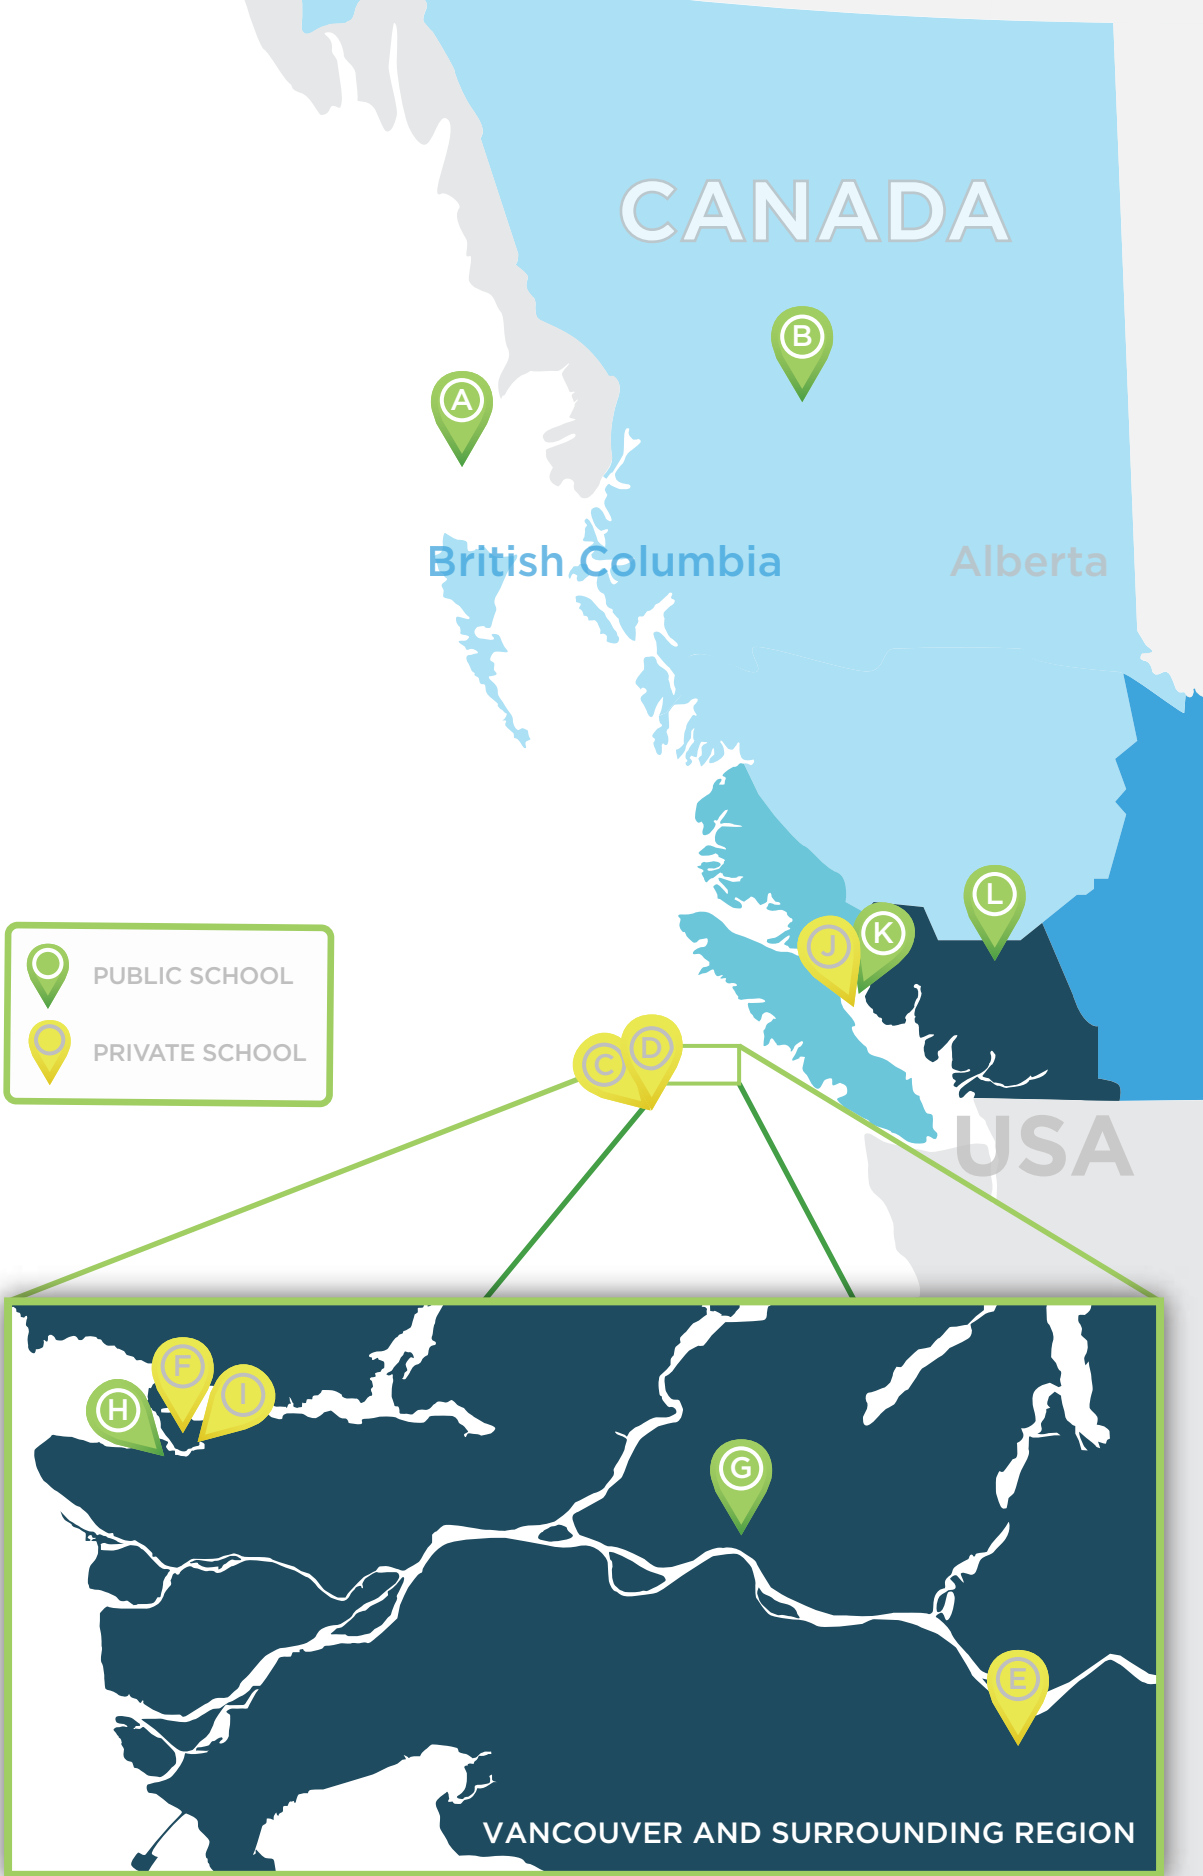 CANADA
B
A
British Columbia
Alberta
L
K
J
PUBLIC SCHOOL
D
C
PRIVATE SCHOOL
USA
F
I
H
G
E
VANCOUVER AND SURROUNDING REGION